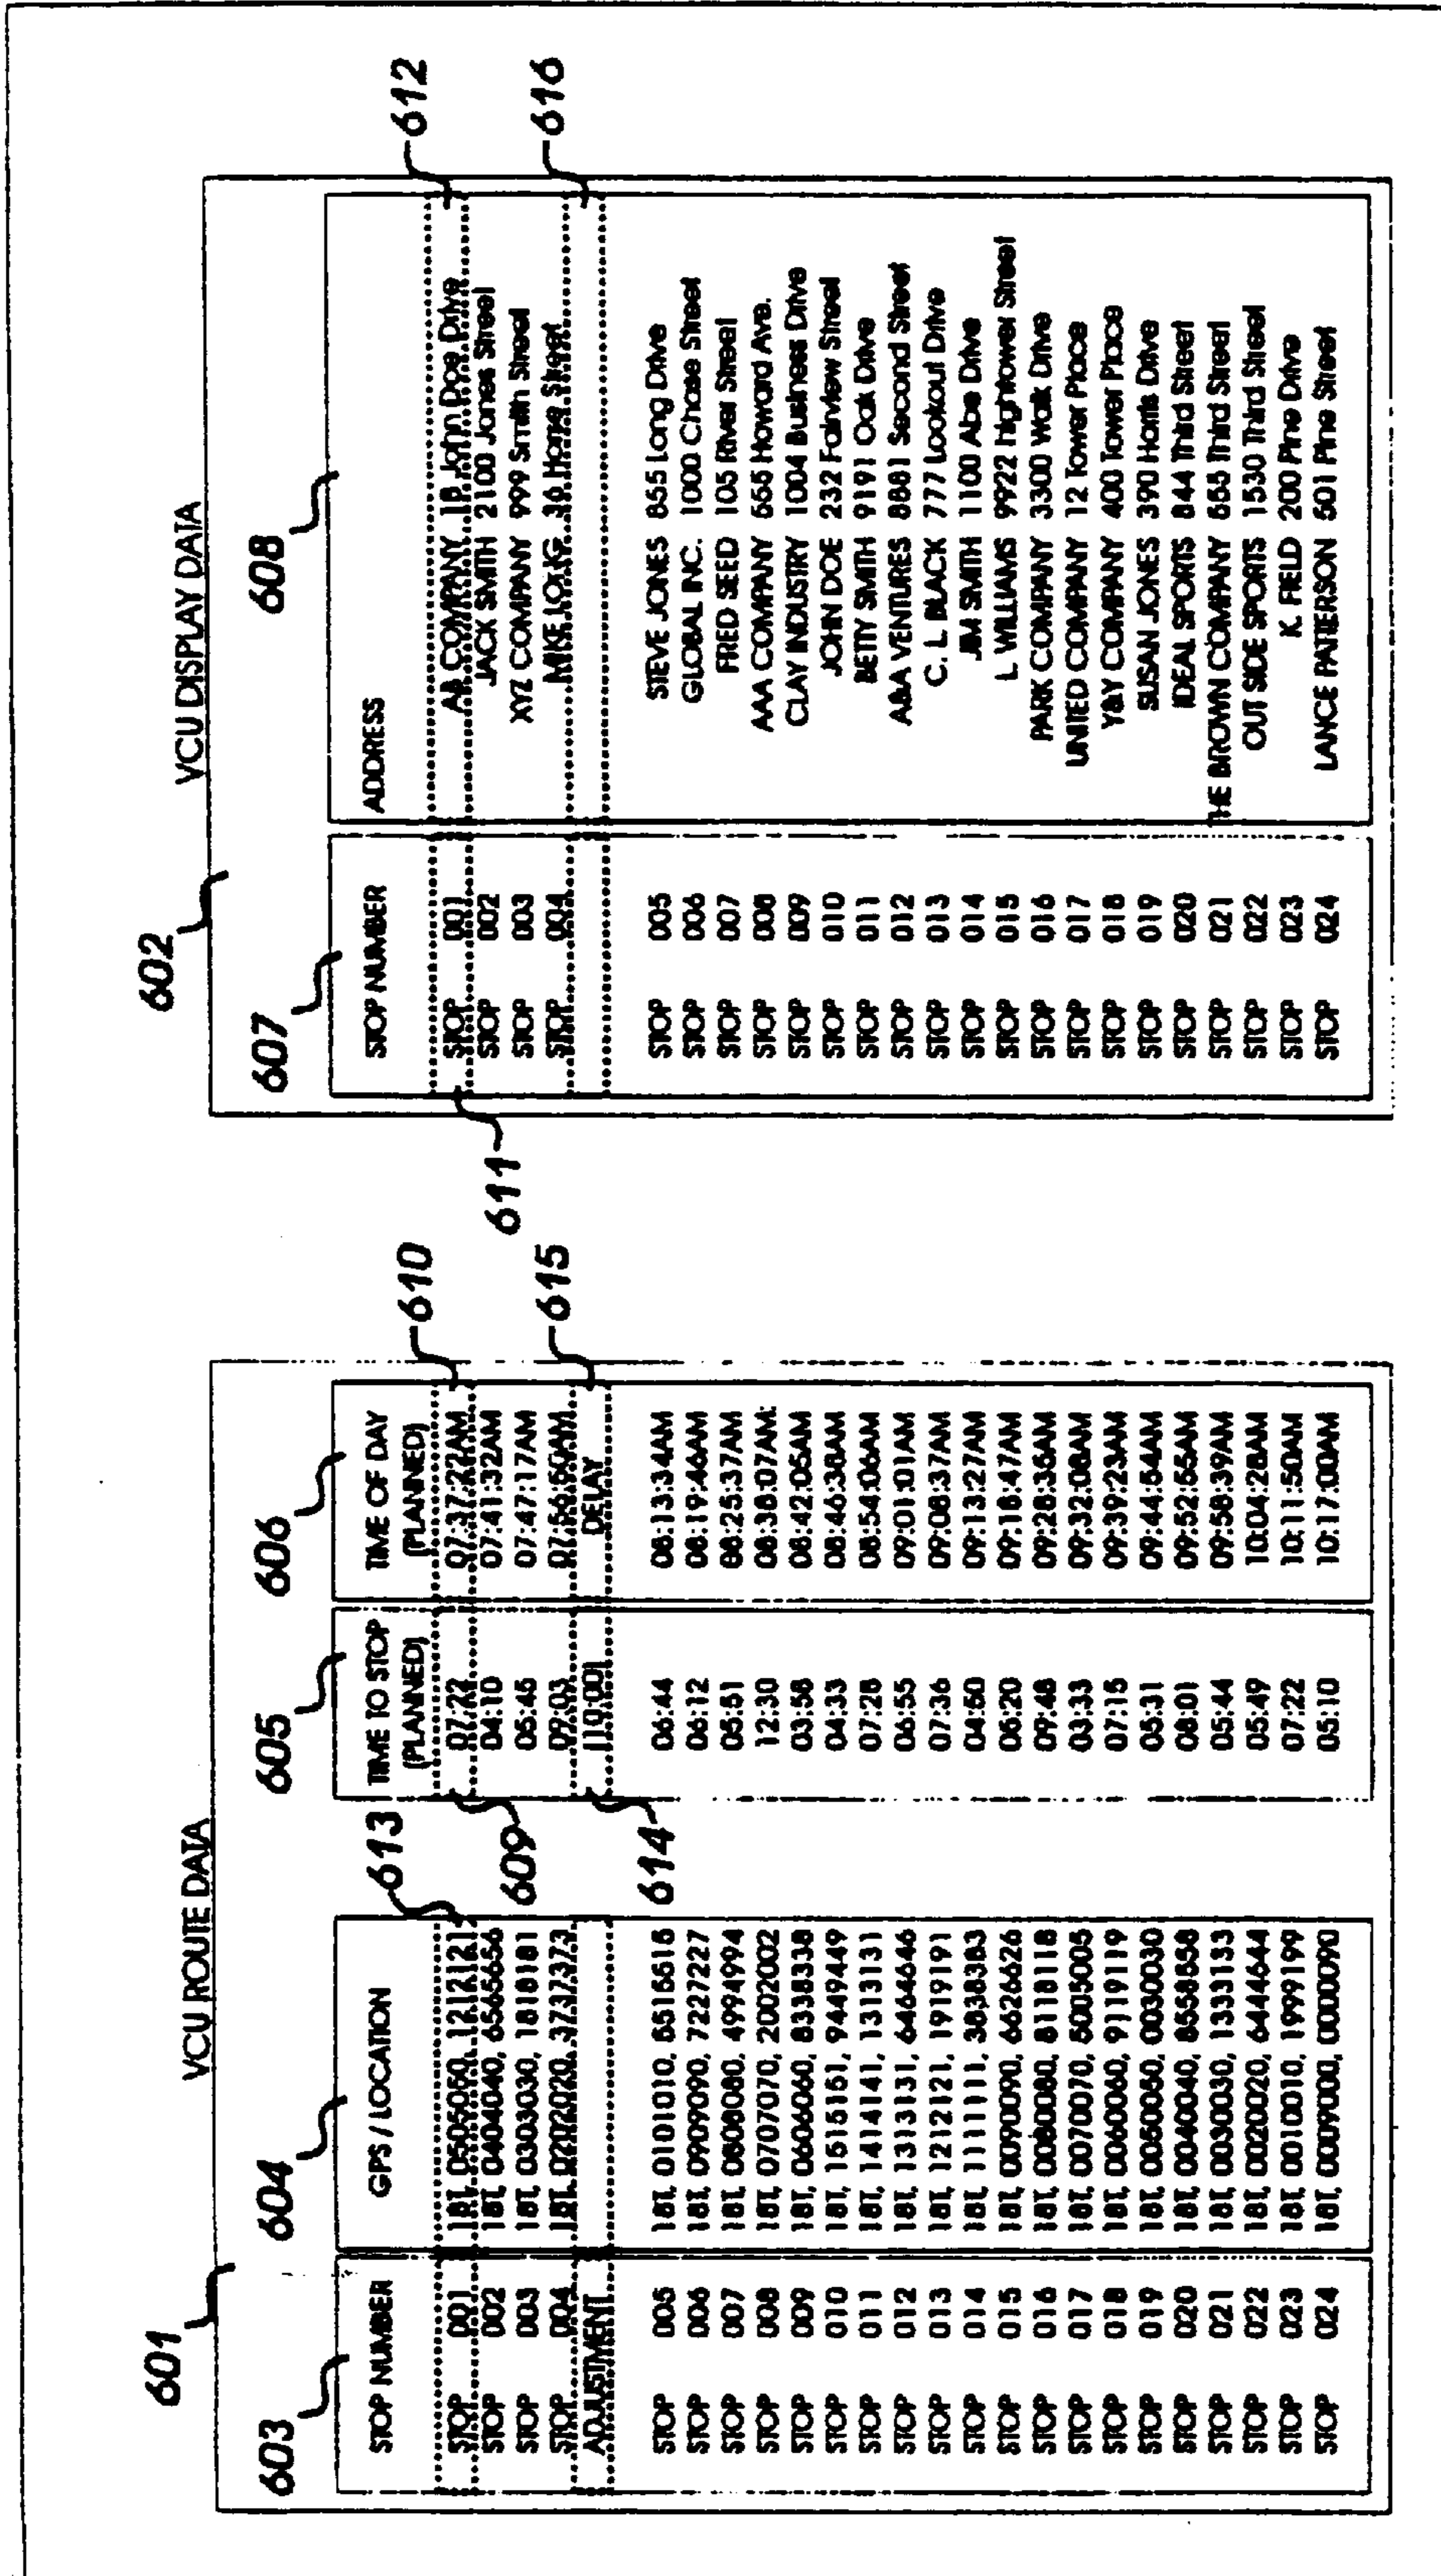 VCU ROUTE DATA
601
603
604
605
606
STOP NUMBER GPS / LOCATION TIME TO STOP (PLANNED) TIME OF DAY (PLANNED)
613
609
610
STOP 001 18T, 0505050, 1212121 07:22 07:37:22AM
STOP 002 18T, 0404040, 6565656 04:10 07:41:32AM
STOP 003 18T, 0303030, 1818181 05:45 07:47:17AM
STOP 004 18T, 0202020, 3737373 09:03 07:56:50AM
ADJUSTMENT [10:00] DELAY
614
615
STOP 005 18T, 0101010, 5515515 06:44 08:13:34AM
STOP 006 18T, 0909090, 7227227 06:12 08:19:46AM
STOP 007 18T, 0808080, 4994994 05:51 08:25:37AM
STOP 008 18T, 0707070, 2002002 12:30 08:38:07AM
STOP 009 18T, 0606060, 8338338 03:58 08:42:05AM
STOP 010 18T, 1515151, 9449449 04:33 08:46:38AM
STOP 011 18T, 1414141, 1313131 07:28 08:54:06AM
STOP 012 18T, 1313131, 6464646 06:55 09:01:01AM
STOP 013 18T, 1212121, 1919191 07:36 09:08:37AM
STOP 014 18T, 1111111, 3838383 04:50 09:13:27AM
STOP 015 18T, 0090090, 6626626 05:20 09:18:47AM
STOP 016 18T, 0080080, 8118118 09:48 09:28:35AM
STOP 017 18T, 0070070, 5005005 03:33 09:32:08AM
STOP 018 18T, 0060060, 9119119 07:15 09:39:23AM
STOP 019 18T, 0050050, 0030030 05:31 09:44:54AM
STOP 020 18T, 0040040, 8558558 08:01 09:52:55AM
STOP 021 18T, 0030030, 1333133 05:44 09:58:39AM
STOP 022 18T, 0020020, 6444644 05:49 10:04:28AM
STOP 023 18T, 0010010, 1999199 07:22 10:11:50AM
STOP 024 18T, 0009000, 0000090 05:10 10:17:00AM
VCU DISPLAY DATA
602
607
608
STOP NUMBER ADDRESS
611
612
STOP 001 AB COMPANY 18 John Doe Drive
STOP 002 JACK SMITH 2100 Jones Street
STOP 003 XYZ COMPANY 999 Smith Street
STOP 004 MIKE LONG 36 Home Street
616
STOP 005 STEVE JONES 855 Long Drive
STOP 006 GLOBAL INC. 1000 Chase Street
STOP 007 FRED SEED 105 River Street
STOP 008 AAA COMPANY 555 Howard Ave.
STOP 009 CLAY INDUSTRY 1004 Business Drive
STOP 010 JOHN DOE 232 Fairview Street
STOP 011 BETTY SMITH 9191 Oak Drive
STOP 012 A&A VENTURES 8881 Second Street
STOP 013 C. L BLACK 777 Lookout Drive
STOP 014 JIM SMITH 1100 Abe Drive
STOP 015 L WILLIAMS 9922 Hightower Street
STOP 016 PARK COMPANY 3300 Walk Drive
STOP 017 UNITED COMPANY 12 Tower Place
STOP 018 Y&Y COMPANY 400 Tower Place
STOP 019 SUSAN JONES 390 Harris Drive
STOP 020 IDEAL SPORTS 844 Third Street
STOP 021 THE BROWN COMPANY 655 Third Street
STOP 022 OUT SIDE SPORTS 1530 Third Street
STOP 023 K. FIELD 200 Pine Drive
STOP 024 LANCE PATTERSON 501 Pine Street